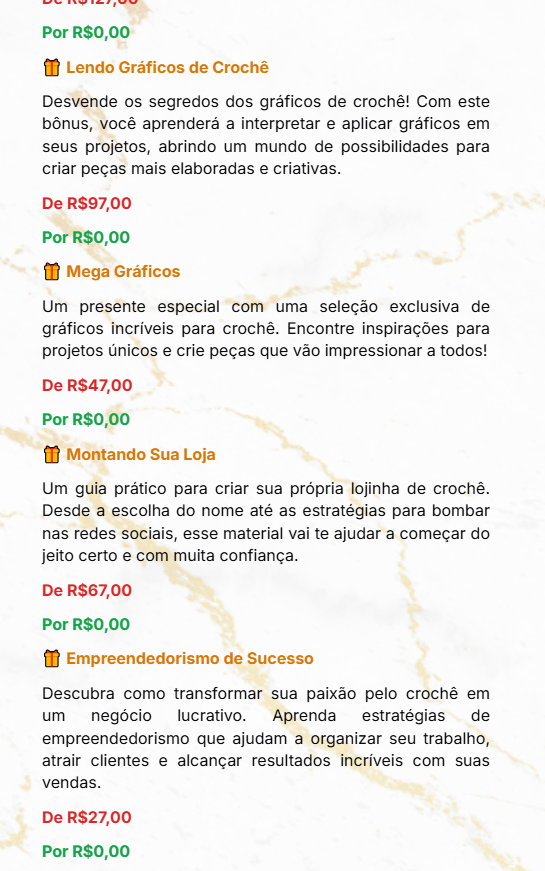 De R$127,00
Por R$0,00
🎁 Lendo Gráficos de Crochê
Desvende os segredos dos gráficos de crochê! Com este
bônus, você aprenderá a interpretar e aplicar gráficos em
seus projetos, abrindo um mundo de possibilidades para
criar peças mais elaboradas e criativas.
De R$97,00
Por R$0,00
🎁 Mega Gráficos
Um presente especial com uma seleção exclusiva de
gráficos incríveis para crochê. Encontre inspirações para
projetos únicos e crie peças que vão impressionar a todos!
De R$47,00
Por R$0,00
🎁 Montando Sua Loja
Um guia prático para criar sua própria lojinha de crochê.
Desde a escolha do nome até as estratégias para bombar
nas redes sociais, esse material vai te ajudar a começar do
jeito certo e com muita confiança.
De R$67,00
Por R$0,00
🎁 Empreendedorismo de Sucesso
Descubra como transformar sua paixão pelo crochê em
um negócio lucrativo. Aprenda estratégias de
empreendedorismo que ajudam a organizar seu trabalho,
atrair clientes e alcançar resultados incríveis com suas
vendas.
De R$27,00
Por R$0,00